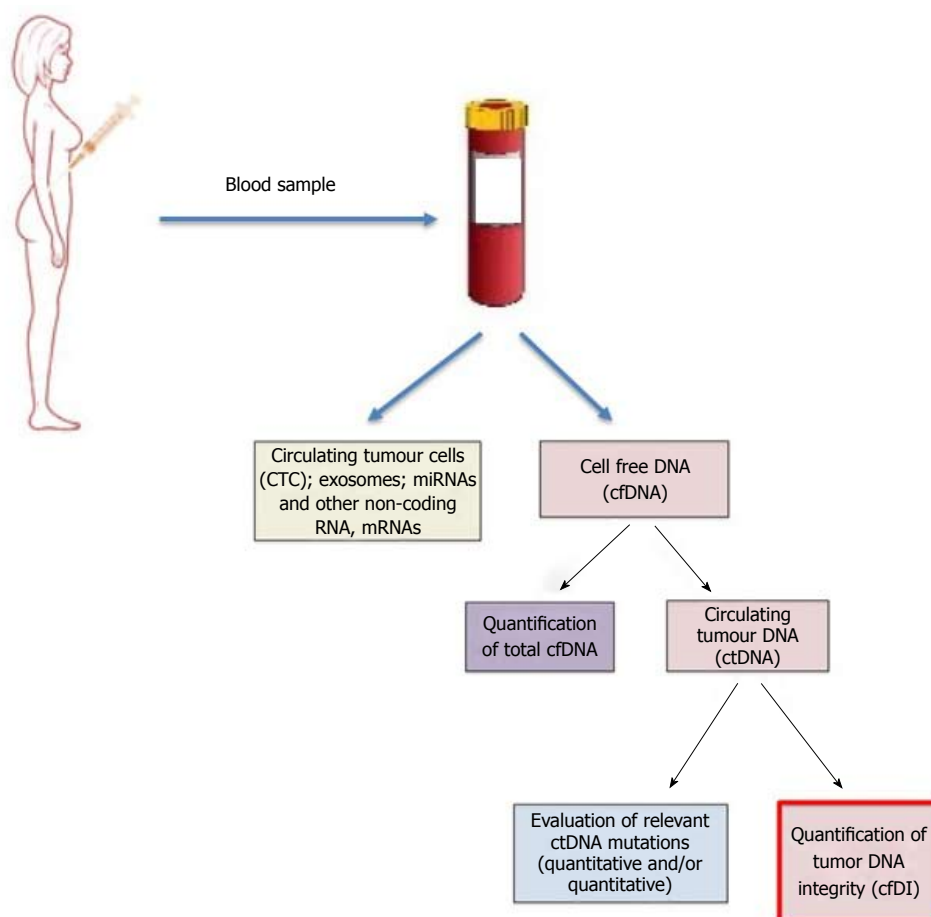 Blood sample
Circulating tumour cells
(CTC); exosomes; miRNAs
and other non-coding
RNA, mRNAs
Cell free DNA
(cfDNA)
Quantification
of total cfDNA
Circulating
tumour DNA
(ctDNA)
Evaluation of relevant
ctDNA mutations
(quantitative and/or
quantitative)
Quantification of
tumor DNA
integrity (cfDI)